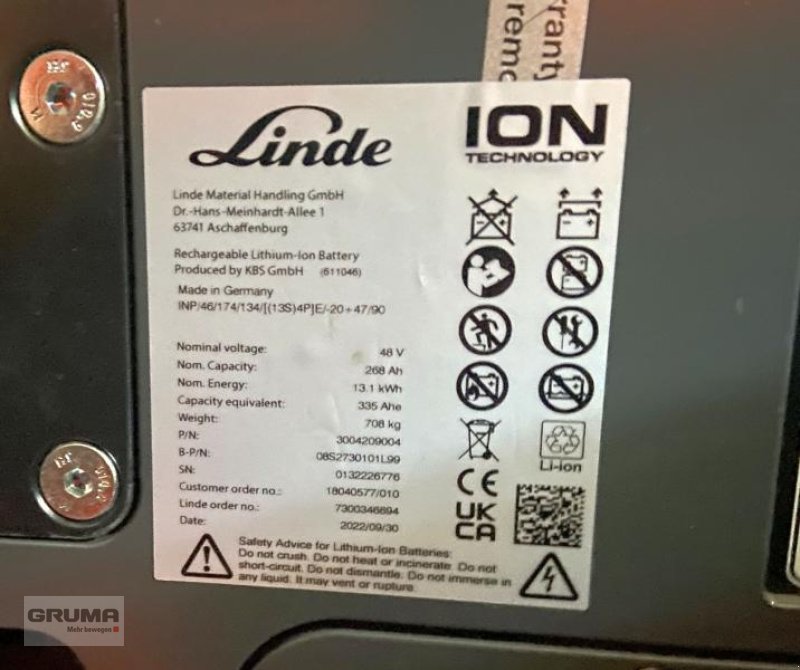 rranty
remo
Linde
ION
TECHNOLOGY
Linde Material Handling GmbH
Dr.-Hans-Meinhardt-Allee 1
63741 Aschaffenburg
Rechargeable Lithium-Ion Battery
Produced by KBS GmbH (611046)
Made in Germany
INP/46/174/134/[(13S)4P]E/-20+47/90
Nominal voltage: 48 V
Nom. Capacity: 268 Ah
Nom. Energy: 13.1 kWh
Capacity equivalent: 335 Ahe
Weight: 708 kg
P/N: 3004209004
B-P/N: 08S2730101L99
SN: 0132226776
Customer order no.: 18040577/010
Linde order no.: 7300346694
Date: 2022/09/30
Li-ion
CE
UK
CA
Safety Advice for Lithium-Ion Batteries:
Do not crush. Do not heat or incinerate. Do not
short-circuit. Do not dismantle. Do not immerse in
any liquid. It may vent or rupture.
GRUMA
Mehr bewegen